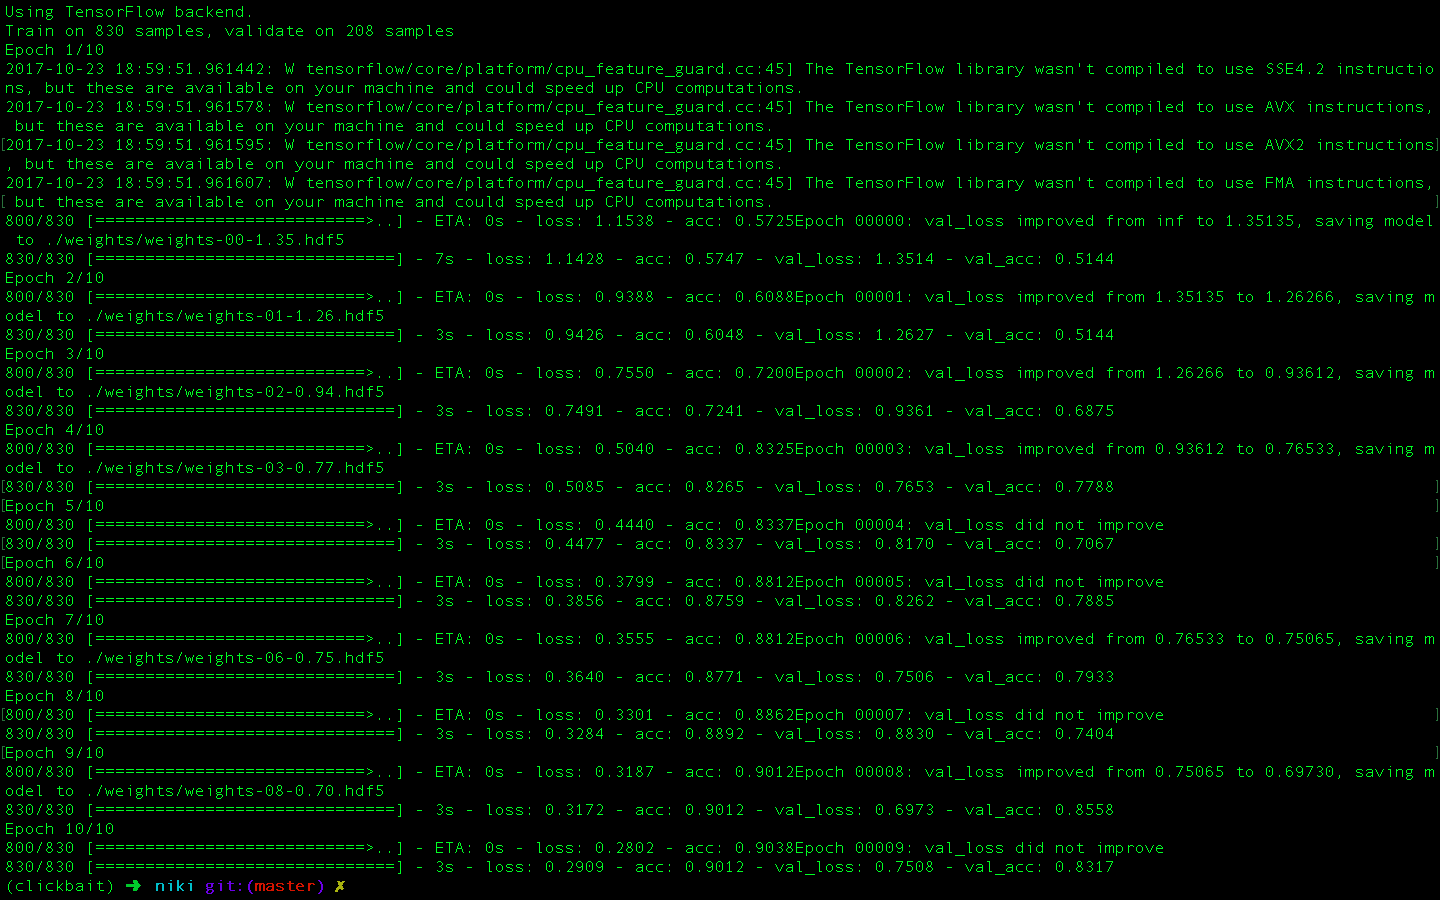 Using TensorFlow backend.
Train on 830 samples, validate on 208 samples
Epoch 1/10
2017-10-23 18:59:51.961442: W tensorflow/core/platform/cpu_feature_guard.cc:45] The TensorFlow library wasn't compiled to use SSE4.2 instructio
ns, but these are available on your machine and could speed up CPU computations.
2017-10-23 18:59:51.961578: W tensorflow/core/platform/cpu_feature_guard.cc:45] The TensorFlow library wasn't compiled to use AVX instructions,
 but these are available on your machine and could speed up CPU computations.
2017-10-23 18:59:51.961595: W tensorflow/core/platform/cpu_feature_guard.cc:45] The TensorFlow library wasn't compiled to use AVX2 instructions
, but these are available on your machine and could speed up CPU computations.
2017-10-23 18:59:51.961607: W tensorflow/core/platform/cpu_feature_guard.cc:45] The TensorFlow library wasn't compiled to use FMA instructions,
 but these are available on your machine and could speed up CPU computations.
800/830 [===========================>..] - ETA: 0s - loss: 1.1538 - acc: 0.5725Epoch 00000: val_loss improved from inf to 1.35135, saving model
 to ./weights/weights-00-1.35.hdf5
830/830 [==============================] - 7s - loss: 1.1428 - acc: 0.5747 - val_loss: 1.3514 - val_acc: 0.5144
Epoch 2/10
800/830 [===========================>..] - ETA: 0s - loss: 0.9388 - acc: 0.6088Epoch 00001: val_loss improved from 1.35135 to 1.26266, saving m
odel to ./weights/weights-01-1.26.hdf5
830/830 [==============================] - 3s - loss: 0.9426 - acc: 0.6048 - val_loss: 1.2627 - val_acc: 0.5144
Epoch 3/10
800/830 [===========================>..] - ETA: 0s - loss: 0.7550 - acc: 0.7200Epoch 00002: val_loss improved from 1.26266 to 0.93612, saving m
odel to ./weights/weights-02-0.94.hdf5
830/830 [==============================] - 3s - loss: 0.7491 - acc: 0.7241 - val_loss: 0.9361 - val_acc: 0.6875
Epoch 4/10
800/830 [===========================>..] - ETA: 0s - loss: 0.5040 - acc: 0.8325Epoch 00003: val_loss improved from 0.93612 to 0.76533, saving m
odel to ./weights/weights-03-0.77.hdf5
830/830 [==============================] - 3s - loss: 0.5085 - acc: 0.8265 - val_loss: 0.7653 - val_acc: 0.7788
Epoch 5/10
800/830 [===========================>..] - ETA: 0s - loss: 0.4440 - acc: 0.8337Epoch 00004: val_loss did not improve
830/830 [==============================] - 3s - loss: 0.4477 - acc: 0.8337 - val_loss: 0.8170 - val_acc: 0.7067
Epoch 6/10
800/830 [===========================>..] - ETA: 0s - loss: 0.3799 - acc: 0.8812Epoch 00005: val_loss did not improve
830/830 [==============================] - 3s - loss: 0.3856 - acc: 0.8759 - val_loss: 0.8262 - val_acc: 0.7885
Epoch 7/10
800/830 [===========================>..] - ETA: 0s - loss: 0.3555 - acc: 0.8812Epoch 00006: val_loss improved from 0.76533 to 0.75065, saving m
odel to ./weights/weights-06-0.75.hdf5
830/830 [==============================] - 3s - loss: 0.3640 - acc: 0.8771 - val_loss: 0.7506 - val_acc: 0.7933
Epoch 8/10
800/830 [===========================>..] - ETA: 0s - loss: 0.3301 - acc: 0.8862Epoch 00007: val_loss did not improve
830/830 [==============================] - 3s - loss: 0.3284 - acc: 0.8892 - val_loss: 0.8830 - val_acc: 0.7404
Epoch 9/10
800/830 [===========================>..] - ETA: 0s - loss: 0.3187 - acc: 0.9012Epoch 00008: val_loss improved from 0.75065 to 0.69730, saving m
odel to ./weights/weights-08-0.70.hdf5
830/830 [==============================] - 3s - loss: 0.3172 - acc: 0.9012 - val_loss: 0.6973 - val_acc: 0.8558
Epoch 10/10
800/830 [===========================>..] - ETA: 0s - loss: 0.2802 - acc: 0.9038Epoch 00009: val_loss did not improve
830/830 [==============================] - 3s - loss: 0.2909 - acc: 0.9012 - val_loss: 0.7508 - val_acc: 0.8317
(clickbait) ➜ niki git:(master) ✗